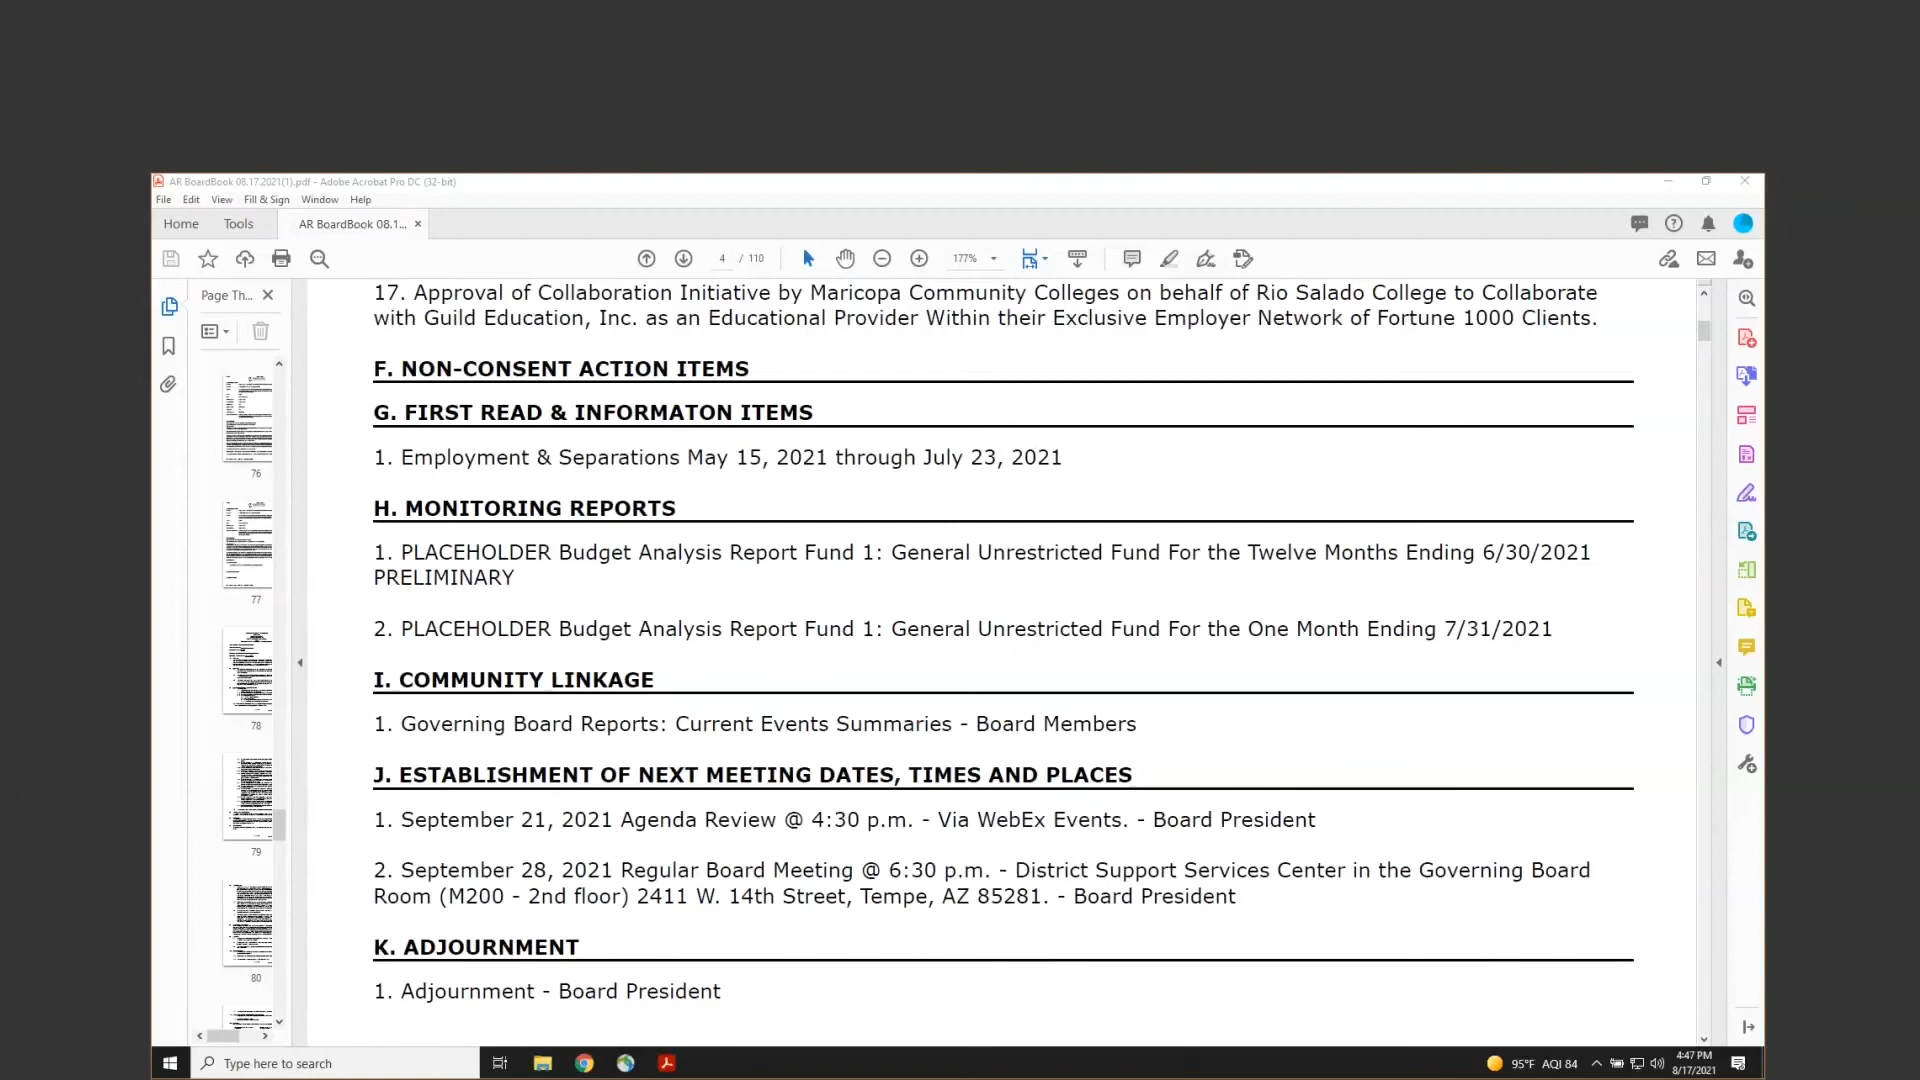 AR BoardBook 08.17.2021(1).pdf - Adobe Acrobat Pro DC (32-bit)
File Edit View Fill & Sign Window Help
Home Tools AR BoardBook 08.1... ×
4 / 110 177%
Page Th...
17. Approval of Collaboration Initiative by Maricopa Community Colleges on behalf of Rio Salado College to Collaborate
with Guild Education, Inc. as an Educational Provider Within their Exclusive Employer Network of Fortune 1000 Clients.
F. NON-CONSENT ACTION ITEMS
G. FIRST READ & INFORMATON ITEMS
1. Employment & Separations May 15, 2021 through July 23, 2021
H. MONITORING REPORTS
1. PLACEHOLDER Budget Analysis Report Fund 1: General Unrestricted Fund For the Twelve Months Ending 6/30/2021
PRELIMINARY
2. PLACEHOLDER Budget Analysis Report Fund 1: General Unrestricted Fund For the One Month Ending 7/31/2021
I. COMMUNITY LINKAGE
1. Governing Board Reports: Current Events Summaries - Board Members
J. ESTABLISHMENT OF NEXT MEETING DATES, TIMES AND PLACES
1. September 21, 2021 Agenda Review @ 4:30 p.m. - Via WebEx Events. - Board President
2. September 28, 2021 Regular Board Meeting @ 6:30 p.m. - District Support Services Center in the Governing Board
Room (M200 - 2nd floor) 2411 W. 14th Street, Tempe, AZ 85281. - Board President
K. ADJOURNMENT
1. Adjournment - Board President
76
77
78
79
80
Type here to search
95°F AQI 84
4:47 PM
8/17/2021